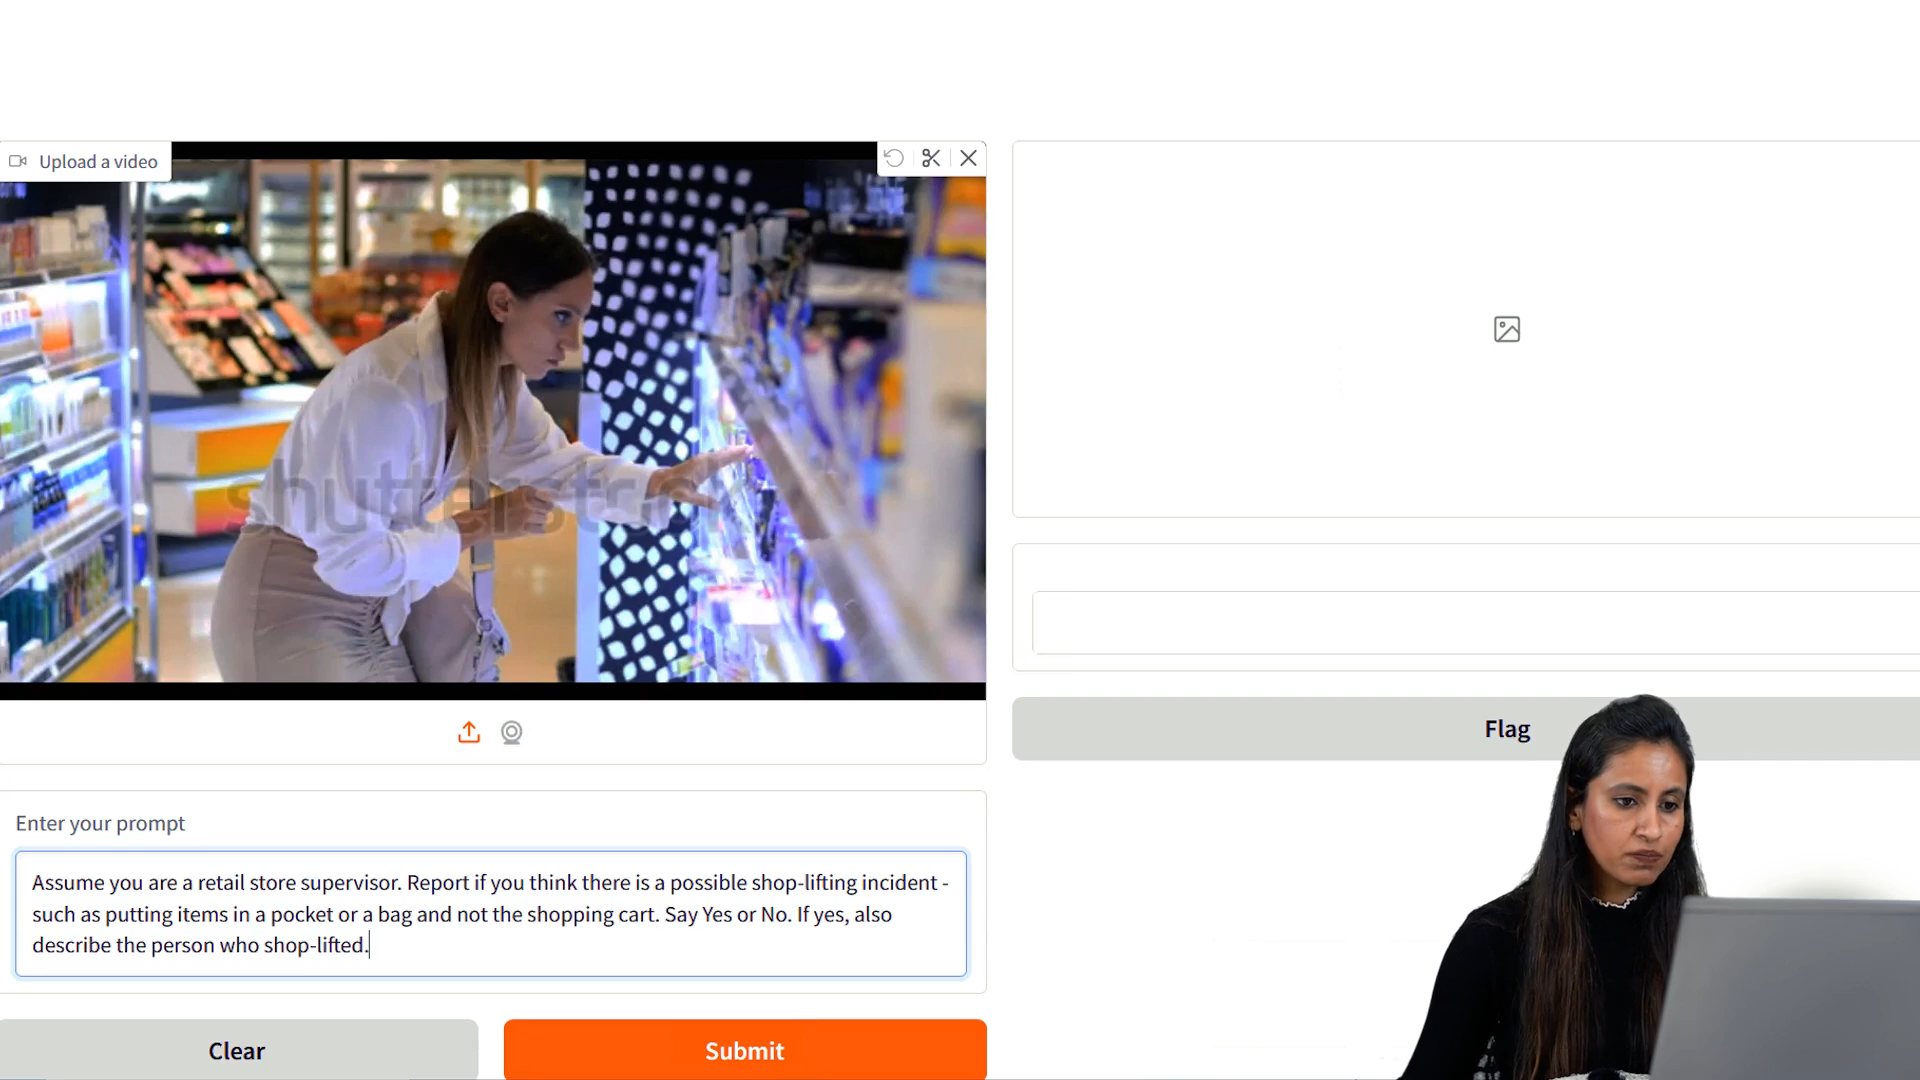 Upload a video
shutterstock
Flag
Enter your prompt
Assume you are a retail store supervisor. Report if you think there is a possible shop-lifting incident -
such as putting items in a pocket or a bag and not the shopping cart. Say Yes or No. If yes, also
describe the person who shop-lifted.
Clear
Submit